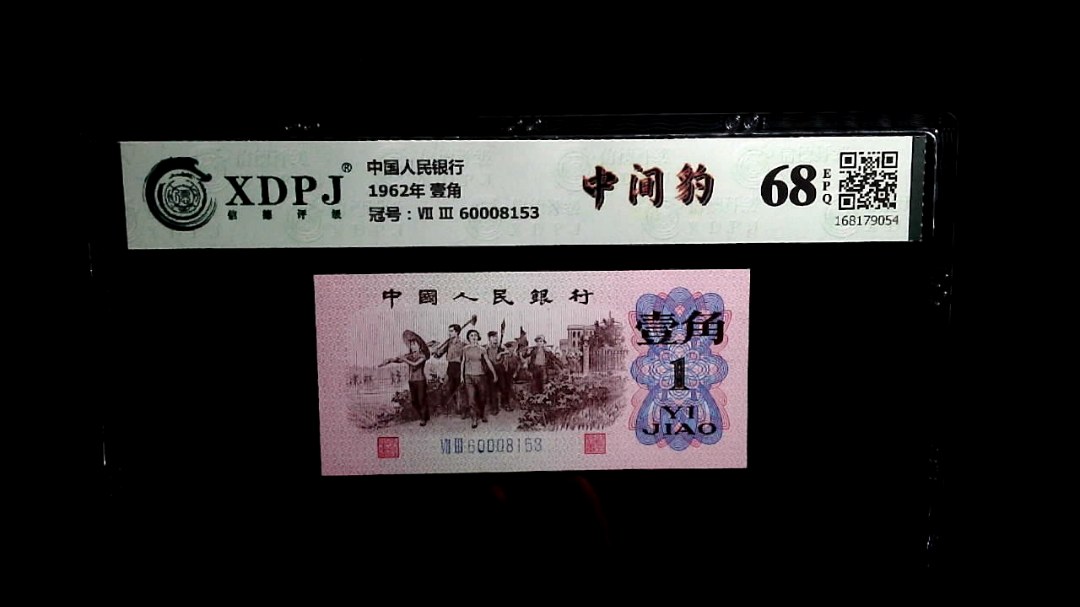 XDPJ®
信德评级
中国人民银行
1962年 壹角
冠号：Ⅶ Ⅲ 60008153
中间豹
68
EPQ
168179054
中國人民銀行
壹角
1
YI
JIAO
Ⅶ Ⅲ 60008153